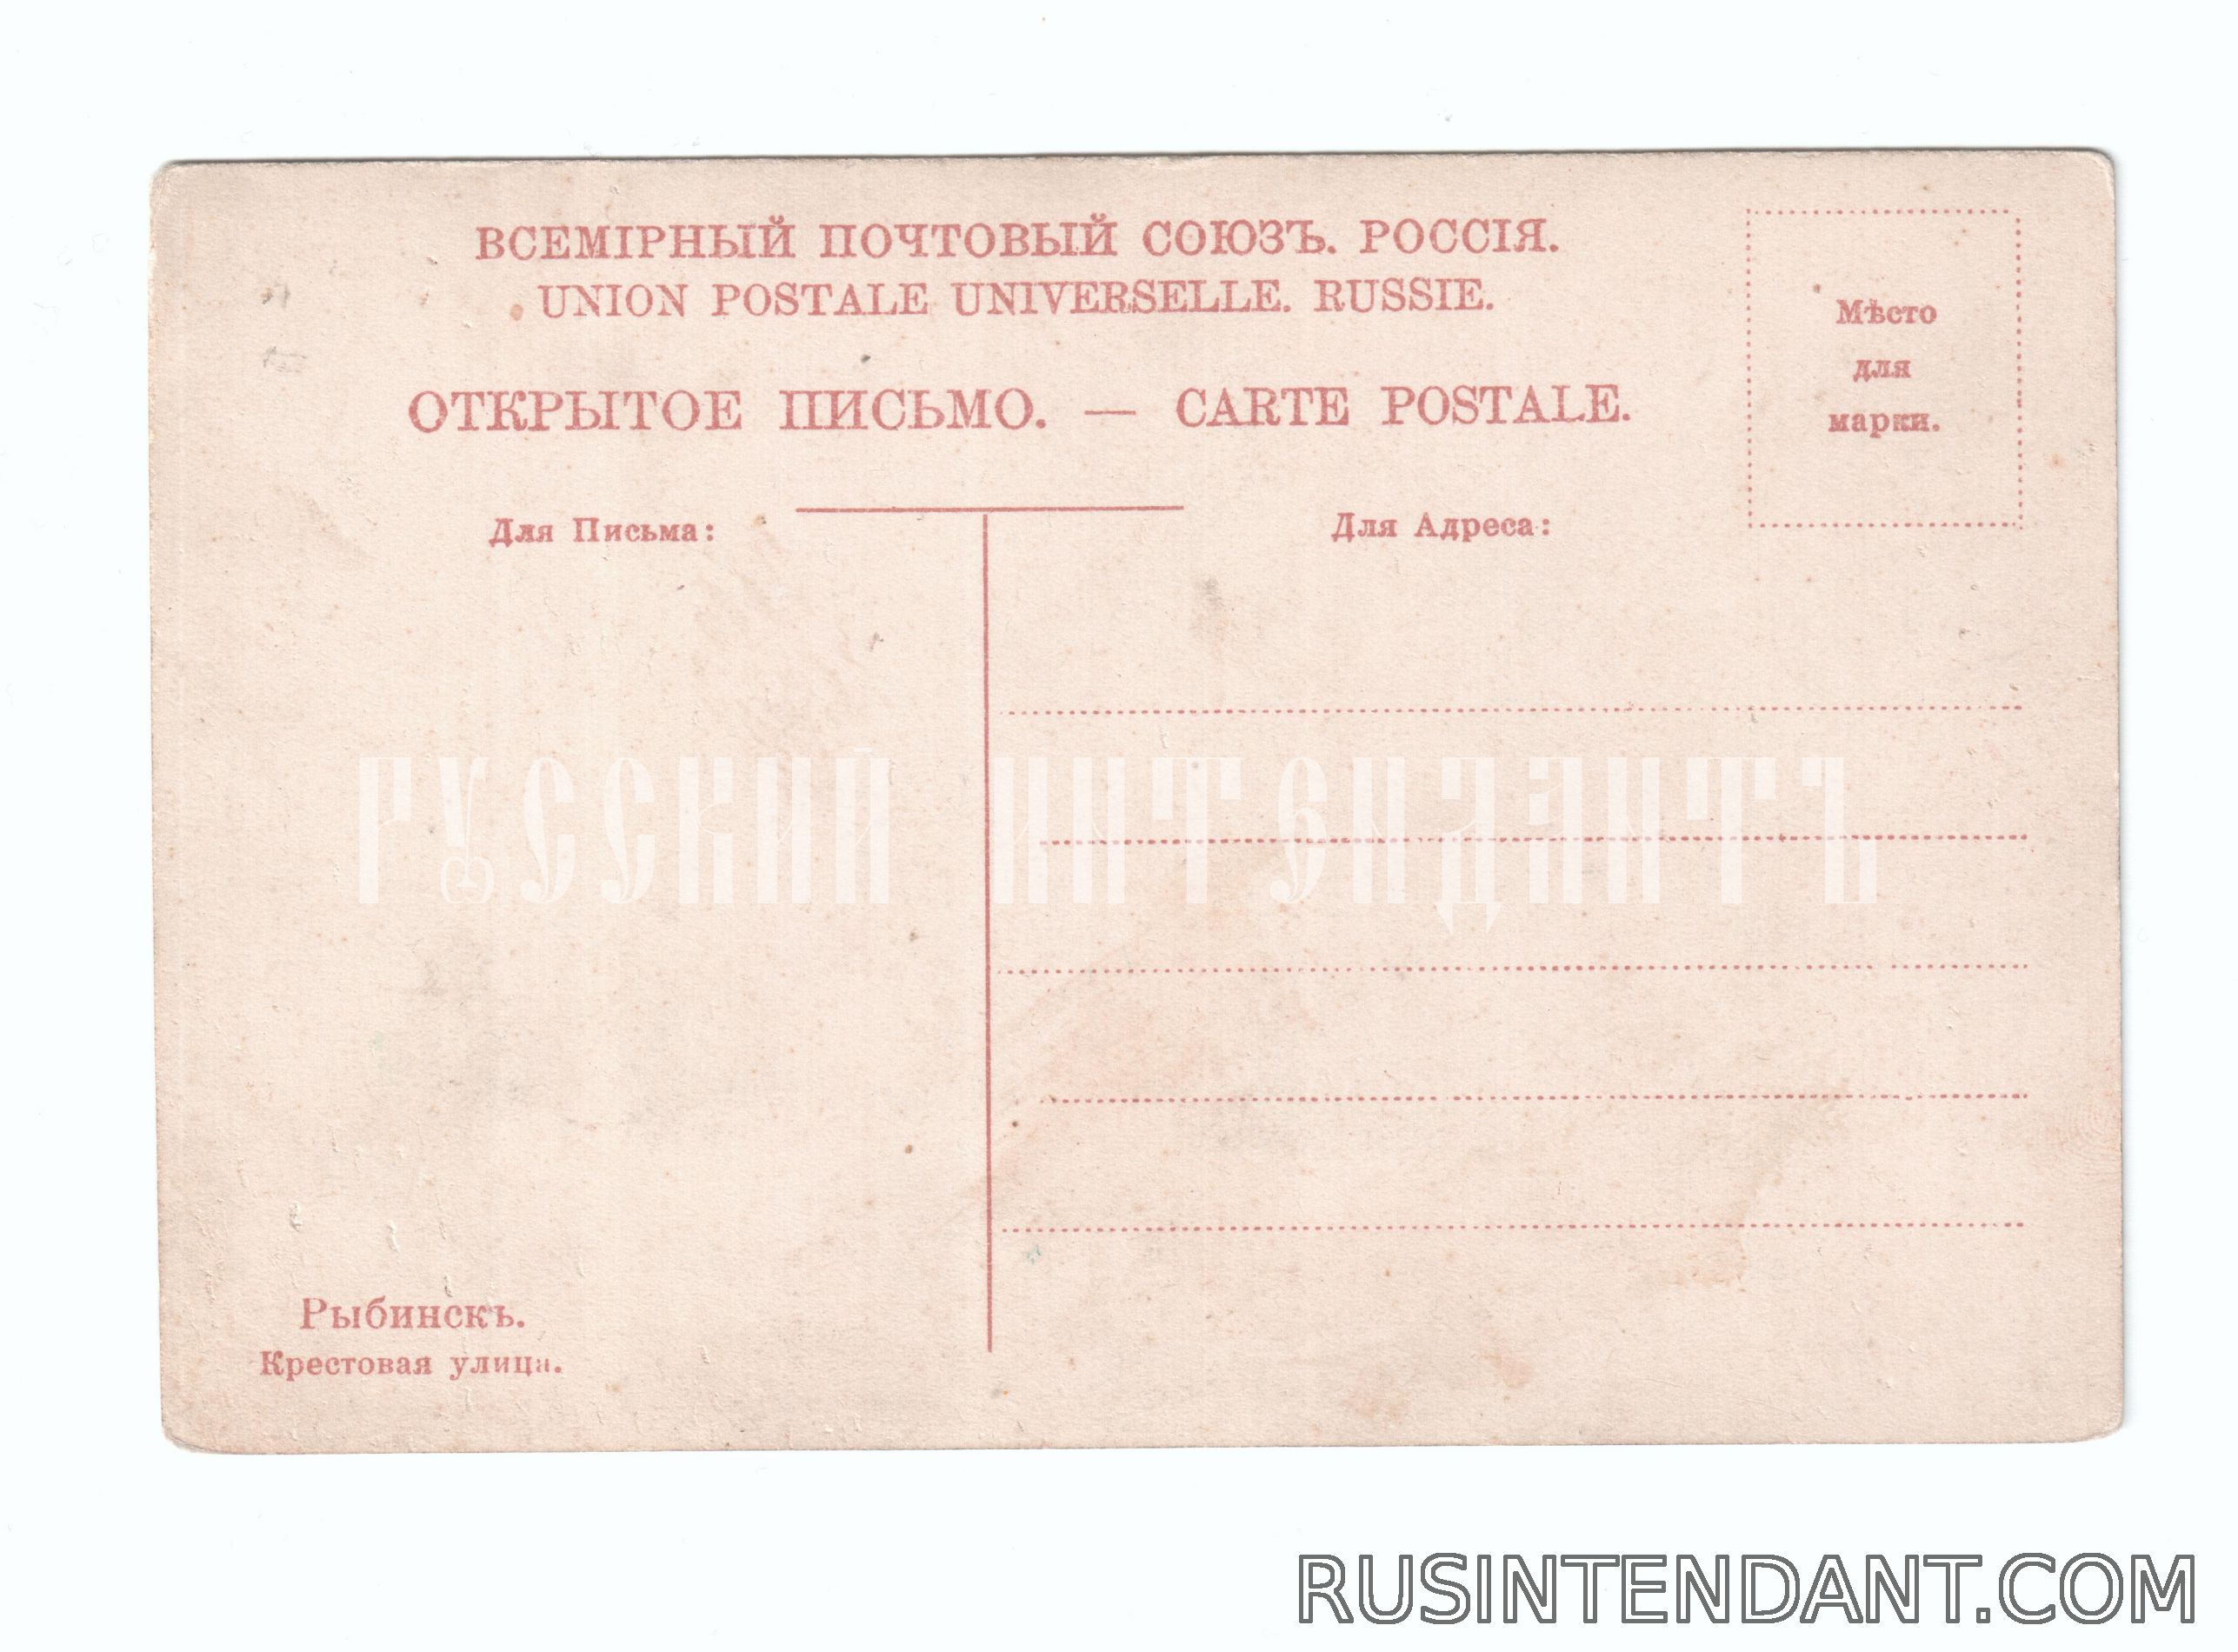 ВСЕМІРНЫЙ ПОЧТОВЫЙ СОЮЗЪ. РОССІЯ.
UNION POSTALE UNIVERSELLE. RUSSIE.
ОТКРЫТОЕ ПИСЬМО. — CARTE POSTALE.
Мѣсто
для
марки.
Для Письма:
Для Адреса:
РУССКИЙ ИНТЕНДАНТЪ
Рыбинскъ.
Крестовая улица.
RUSINTENDANT.COM